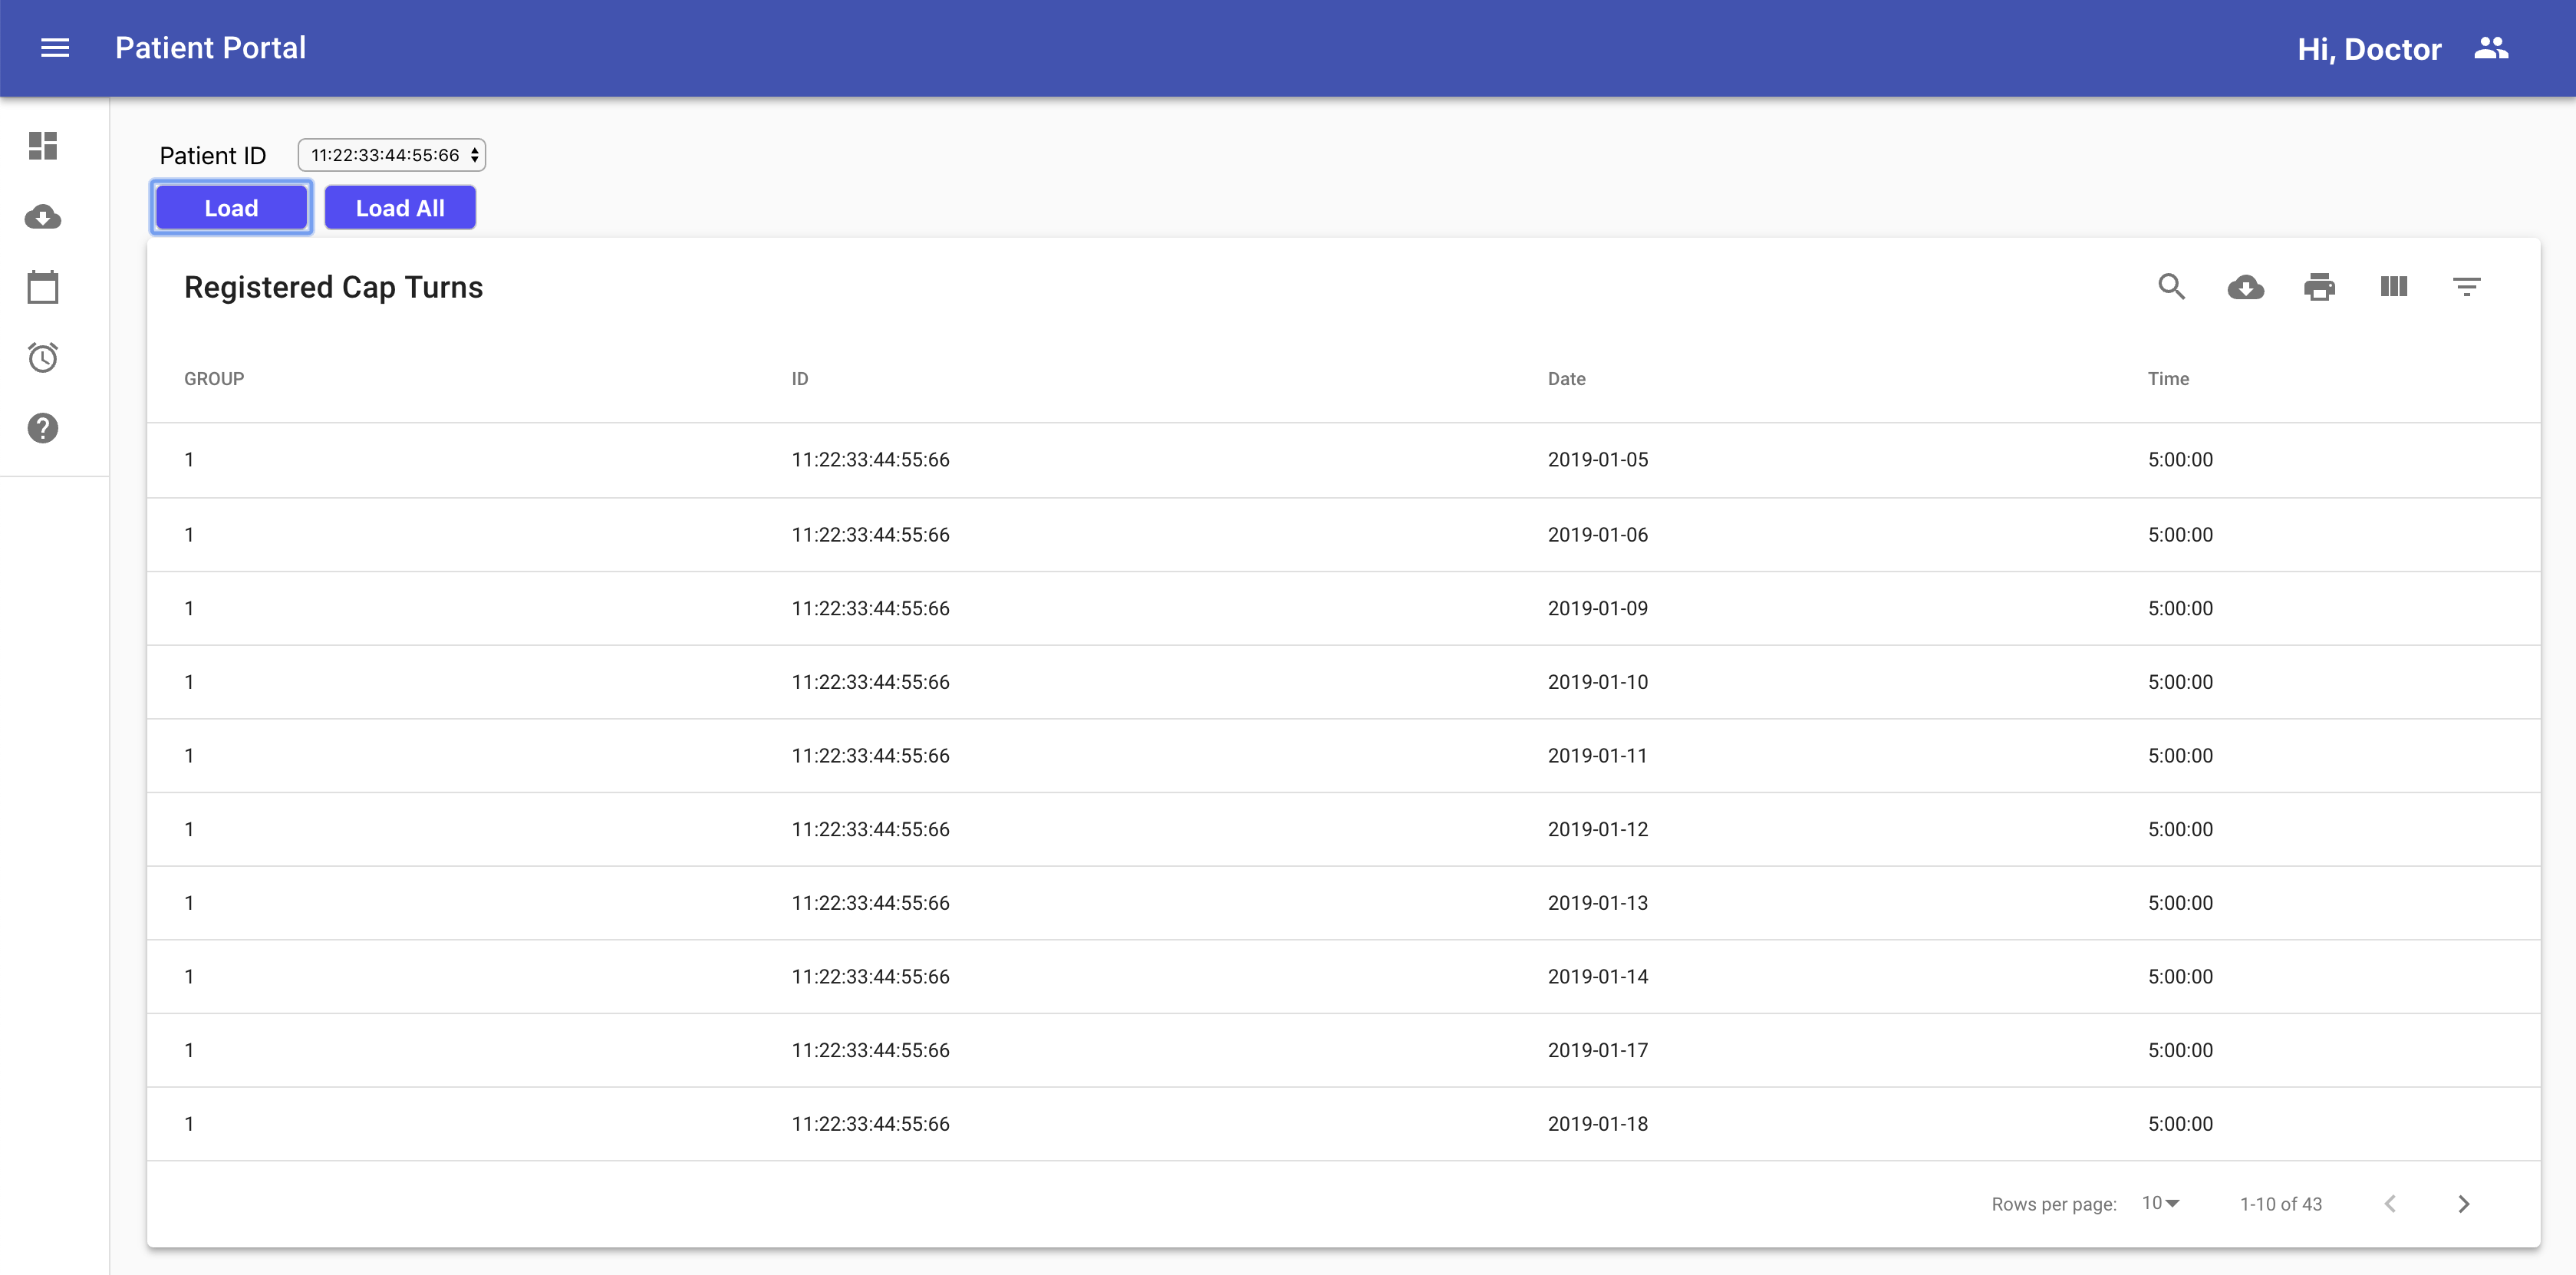 Patient Portal
Hi, Doctor
Patient ID 11:22:33:44:55:66
Load Load All
Registered Cap Turns
GROUP ID Date Time
1 11:22:33:44:55:66 2019-01-05 5:00:00
1 11:22:33:44:55:66 2019-01-06 5:00:00
1 11:22:33:44:55:66 2019-01-09 5:00:00
1 11:22:33:44:55:66 2019-01-10 5:00:00
1 11:22:33:44:55:66 2019-01-11 5:00:00
1 11:22:33:44:55:66 2019-01-12 5:00:00
1 11:22:33:44:55:66 2019-01-13 5:00:00
1 11:22:33:44:55:66 2019-01-14 5:00:00
1 11:22:33:44:55:66 2019-01-17 5:00:00
1 11:22:33:44:55:66 2019-01-18 5:00:00
Rows per page: 10 1-10 of 43